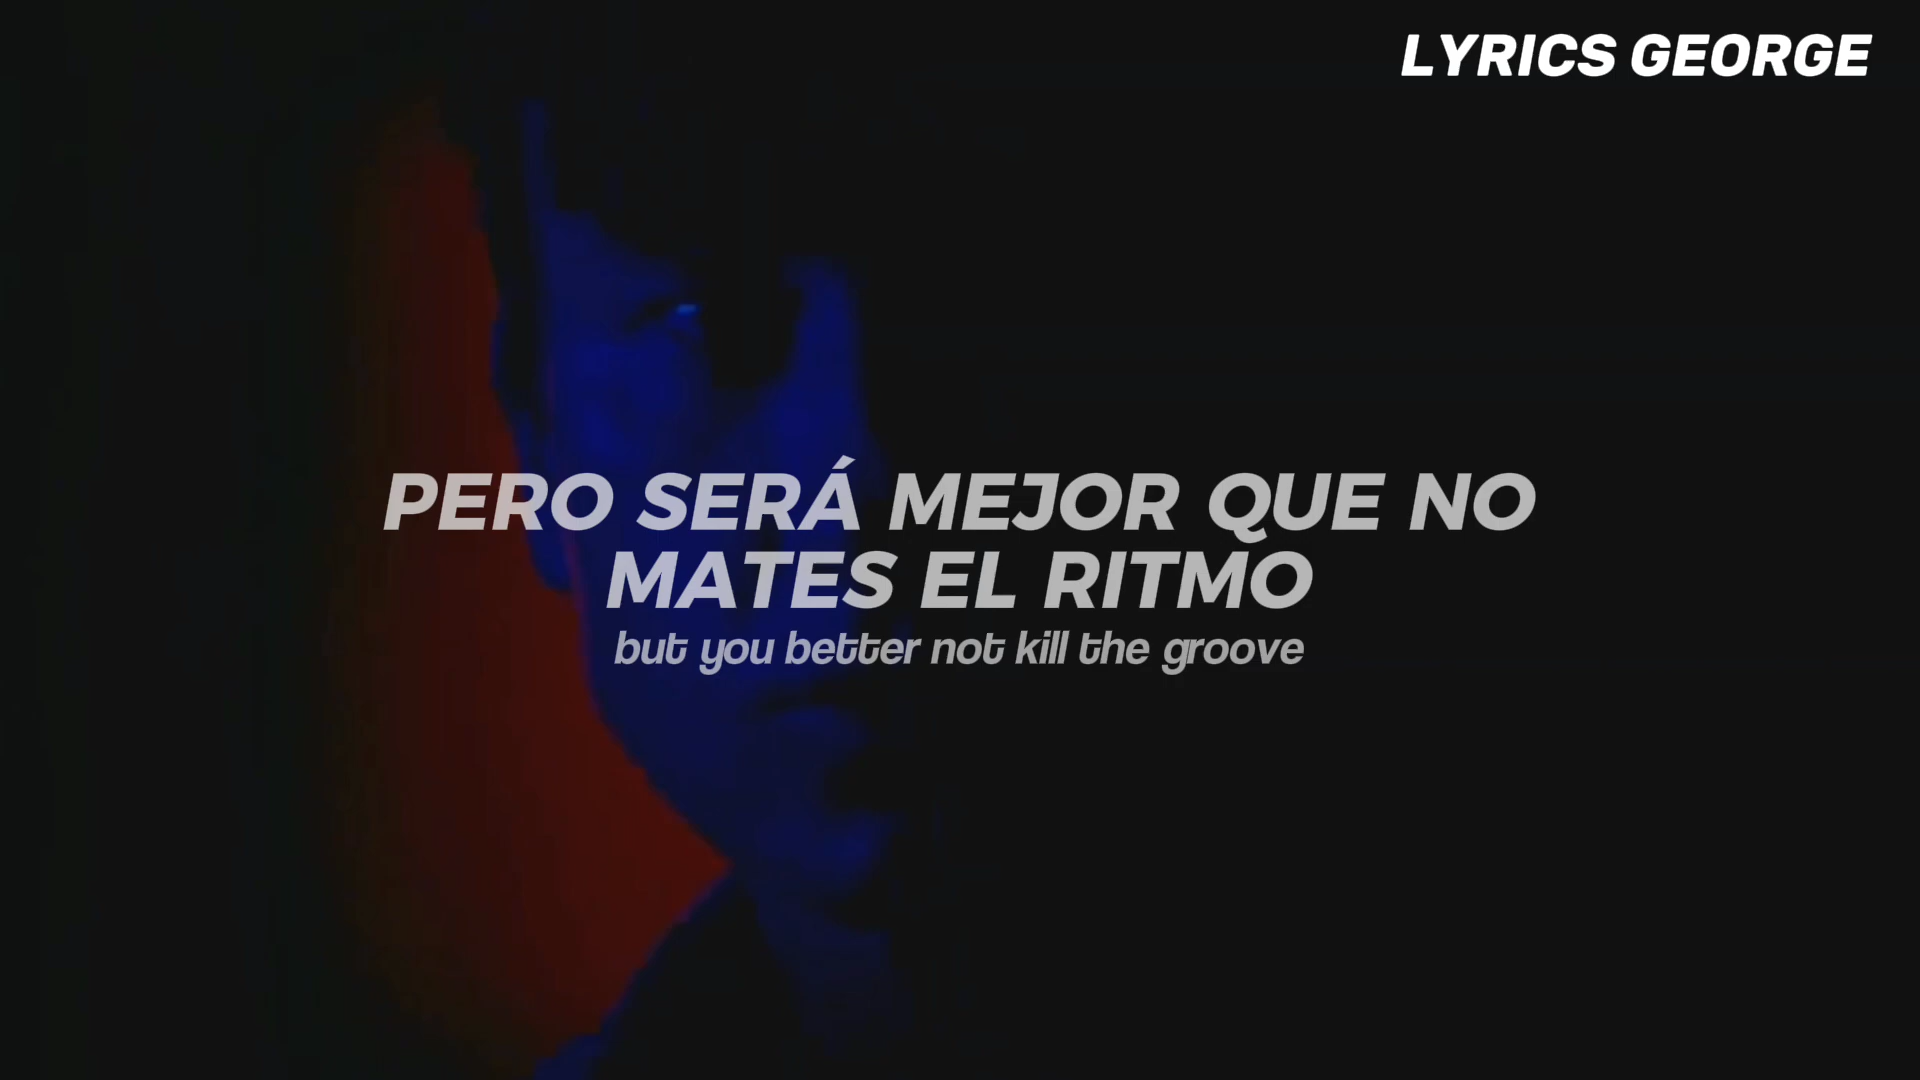 LYRICS GEORGE
PERO SERÁ MEJOR QUE NO
MATES EL RITMO
but you better not kill the groove